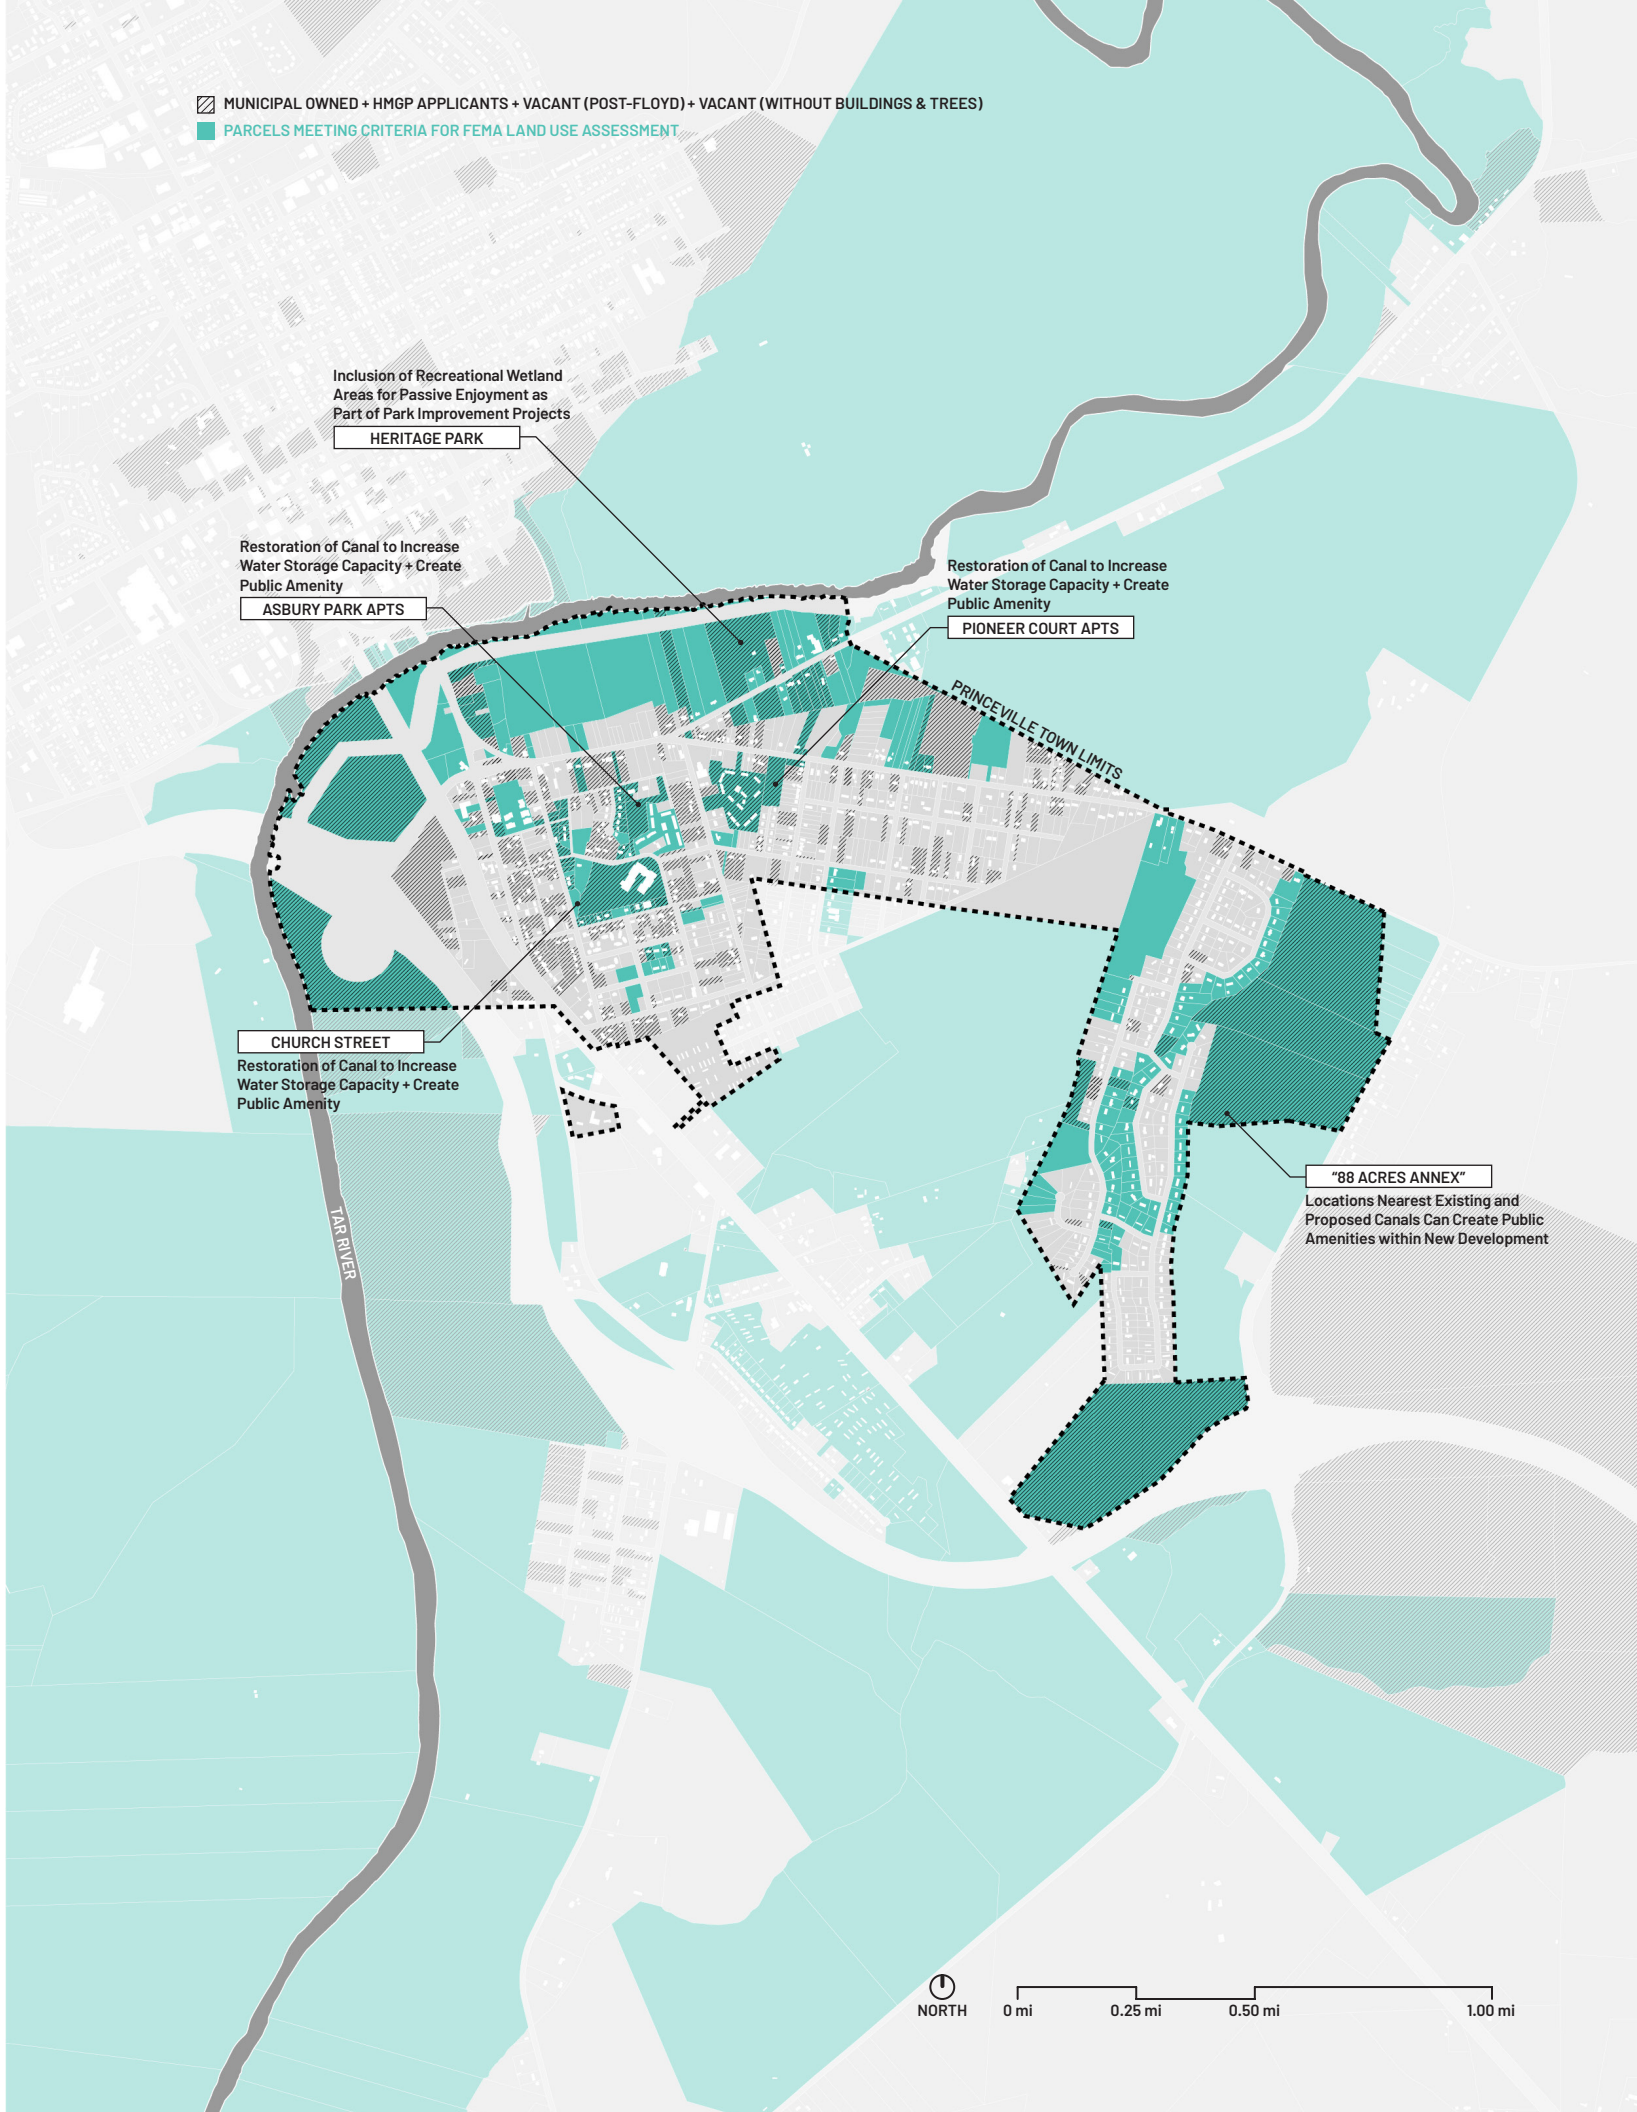 MUNICIPAL OWNED + HMGP APPLICANTS + VACANT (POST-FLOYD) + VACANT (WITHOUT BUILDINGS & TREES)
PARCELS MEETING CRITERIA FOR FEMA LAND USE ASSESSMENT
Inclusion of Recreational Wetland
Areas for Passive Enjoyment as
Part of Park Improvement Projects
HERITAGE PARK
Restoration of Canal to Increase
Water Storage Capacity + Create
Public Amenity
ASBURY PARK APTS
Restoration of Canal to Increase
Water Storage Capacity + Create
Public Amenity
PIONEER COURT APTS
PRINCEVILLE TOWN LIMITS
CHURCH STREET
Restoration of Canal to Increase
Water Storage Capacity + Create
Public Amenity
"88 ACRES ANNEX"
Locations Nearest Existing and
Proposed Canals Can Create Public
Amenities within New Development
TAR RIVER
NORTH
0 mi
0.25 mi
0.50 mi
1.00 mi